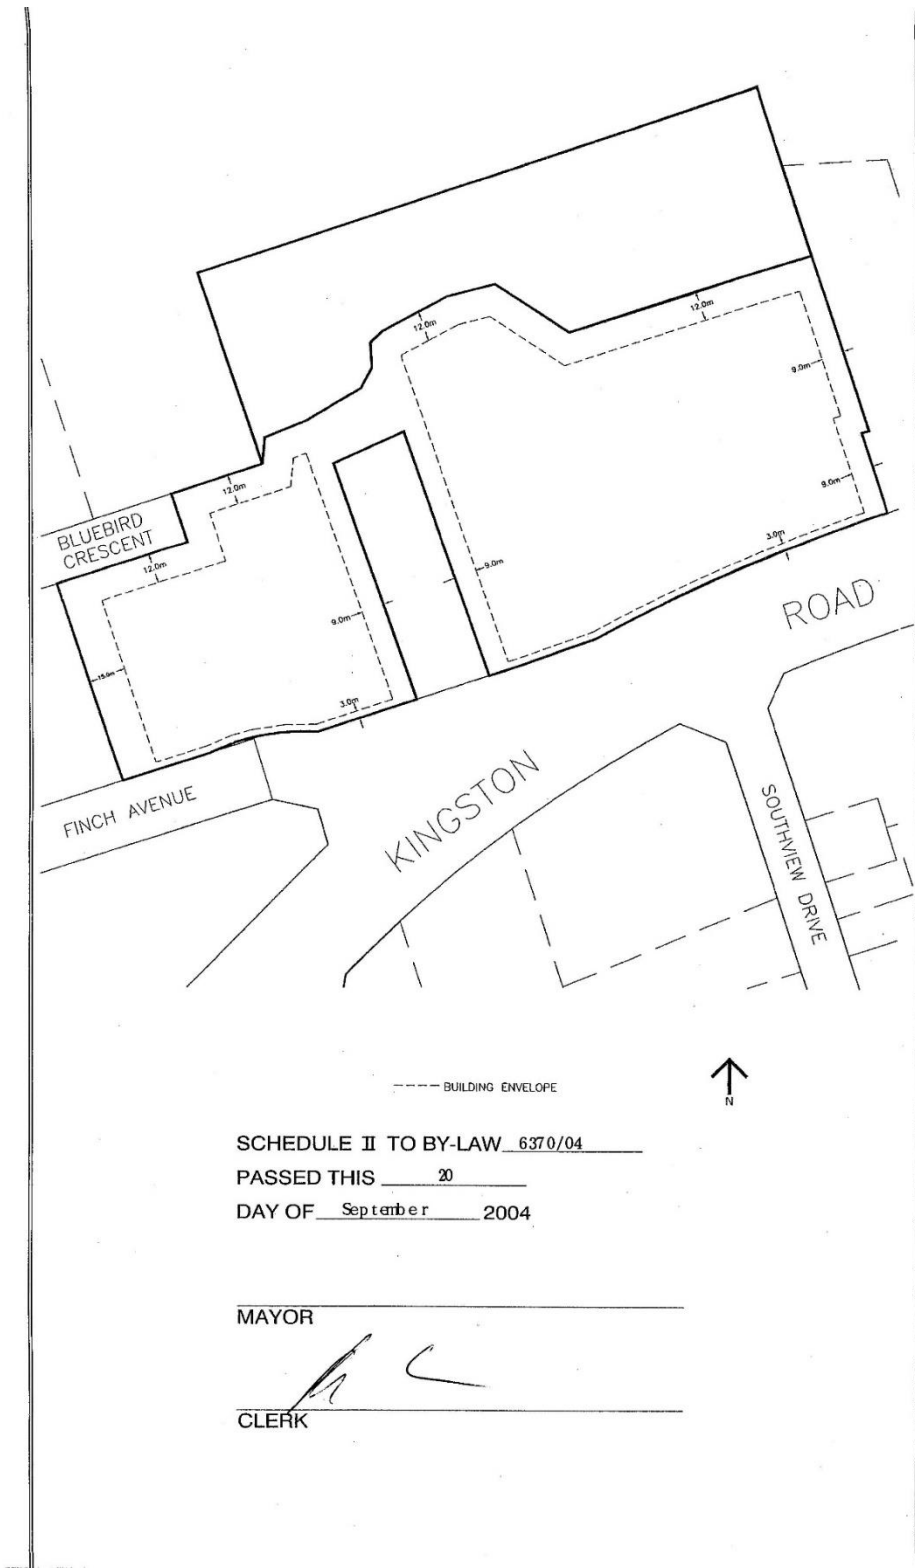 12.0m
12.0m
9.0m
12.0m
BLUEBIRD
CRESCENT
12.0m
9.0m
9.0m
3.0m
ROAD
9.0m
15.0m
3.0m
FINCH AVENUE
KINGSTON
SOUTHVIEW DRIVE
BUILDING ENVELOPE
N
SCHEDULE II TO BY-LAW 6370/04
PASSED THIS 20
DAY OF September 2004
MAYOR
CLERK